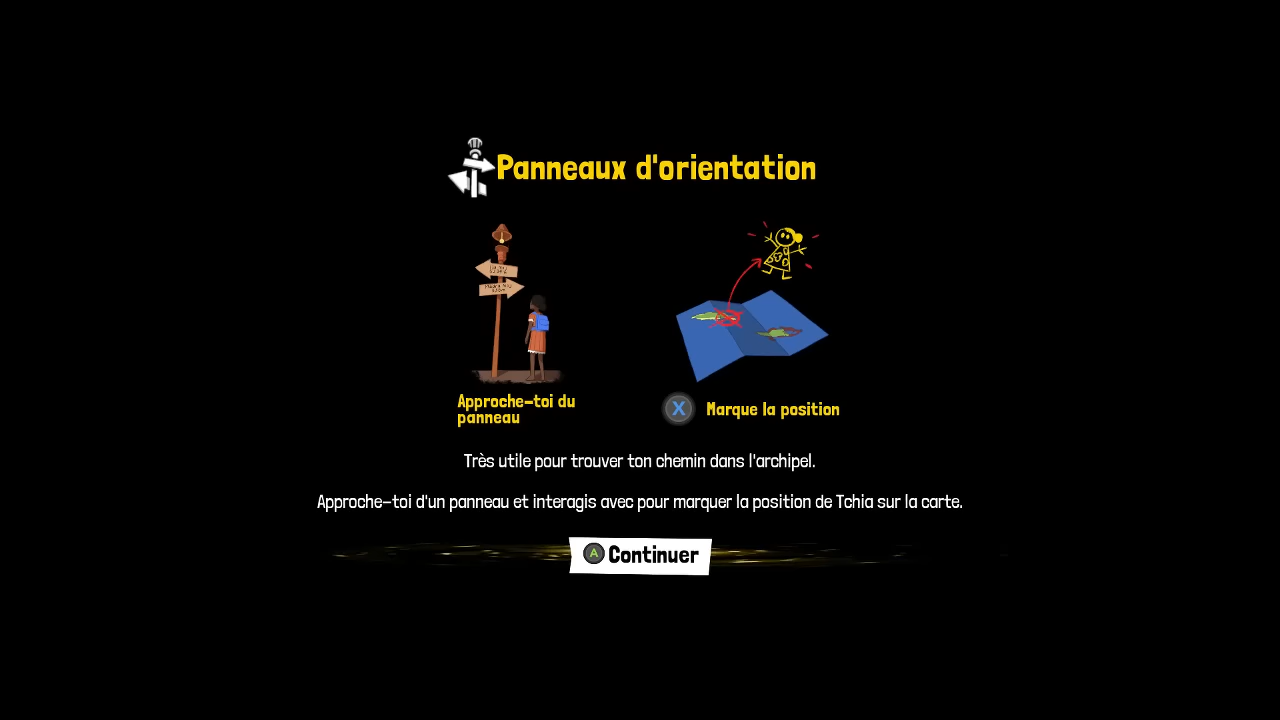 Panneaux d'orientation
Approche-toi du
panneau
X
Marque la position
Très utile pour trouver ton chemin dans l'archipel.
Approche-toi d'un panneau et interagis avec pour marquer la position de Tchia sur la carte.
A Continuer